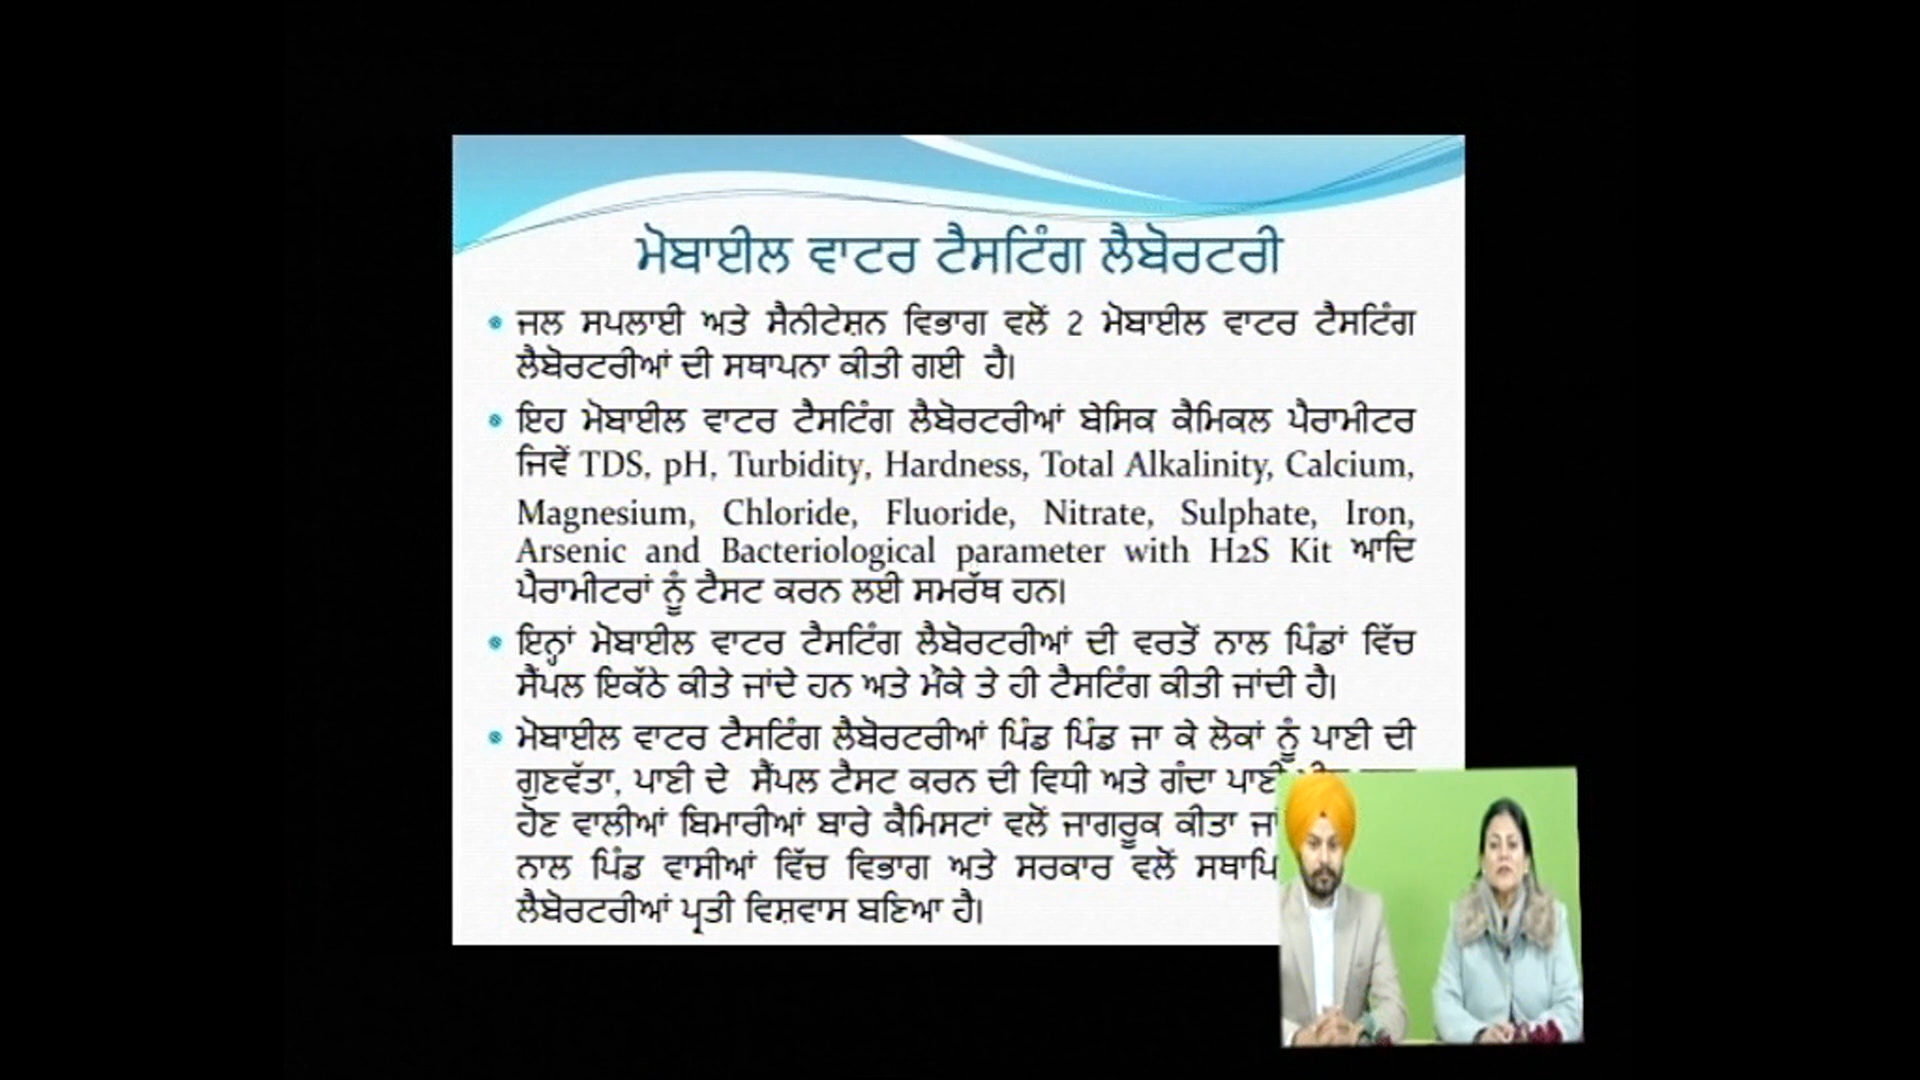 ਮੋਬਾਈਲ ਵਾਟਰ ਟੈਸਟਿੰਗ ਲੈਬੋਰਟਰੀ
ਜਲ ਸਪਲਾਈ ਅਤੇ ਸੈਨੀਟੇਸ਼ਨ ਵਿਭਾਗ ਵਲੋਂ 2 ਮੋਬਾਈਲ ਵਾਟਰ ਟੈਸਟਿੰਗ
ਲੈਬੋਰਟਰੀਆਂ ਦੀ ਸਥਾਪਨਾ ਕੀਤੀ ਗਈ ਹੈ।
ਇਹ ਮੋਬਾਈਲ ਵਾਟਰ ਟੈਸਟਿੰਗ ਲੈਬੋਰਟਰੀਆਂ ਬੇਸਿਕ ਕੈਮਿਕਲ ਪੈਰਾਮੀਟਰ
ਜਿਵੇਂ TDS, pH, Turbidity, Hardness, Total Alkalinity, Calcium,
Magnesium, Chloride, Fluoride, Nitrate, Sulphate, Iron,
Arsenic and Bacteriological parameter with H2S Kit ਆਦਿ
ਪੈਰਾਮੀਟਰਾਂ ਨੂੰ ਟੈਸਟ ਕਰਨ ਲਈ ਸਮਰੱਥ ਹਨ।
ਇਨ੍ਹਾਂ ਮੋਬਾਈਲ ਵਾਟਰ ਟੈਸਟਿੰਗ ਲੈਬੋਰਟਰੀਆਂ ਦੀ ਵਰਤੋਂ ਨਾਲ ਪਿੰਡਾਂ ਵਿੱਚ
ਸੈਂਪਲ ਇਕੱਠੇ ਕੀਤੇ ਜਾਂਦੇ ਹਨ ਅਤੇ ਮੌਕੇ ਤੇ ਹੀ ਟੈਸਟਿੰਗ ਕੀਤੀ ਜਾਂਦੀ ਹੈ।
ਮੋਬਾਈਲ ਵਾਟਰ ਟੈਸਟਿੰਗ ਲੈਬੋਰਟਰੀਆਂ ਪਿੰਡ ਪਿੰਡ ਜਾ ਕੇ ਲੋਕਾਂ ਨੂੰ ਪਾਣੀ ਦੀ
ਗੁਣਵੱਤਾ, ਪਾਣੀ ਦੇ ਸੈਂਪਲ ਟੈਸਟ ਕਰਨ ਦੀ ਵਿਧੀ ਅਤੇ ਗੰਦਾ ਪਾਣੀ
ਹੋਣ ਵਾਲੀਆਂ ਬਿਮਾਰੀਆਂ ਬਾਰੇ ਕੈਮਿਸਟਾਂ ਵਲੋਂ ਜਾਗਰੂਕ ਕੀਤਾ
ਨਾਲ ਪਿੰਡ ਵਾਸੀਆਂ ਵਿੱਚ ਵਿਭਾਗ ਅਤੇ ਸਰਕਾਰ ਵਲੋਂ
ਲੈਬੋਰਟਰੀਆਂ ਪ੍ਰਤੀ ਵਿਸ਼ਵਾਸ ਬਣਿਆ ਹੈ।